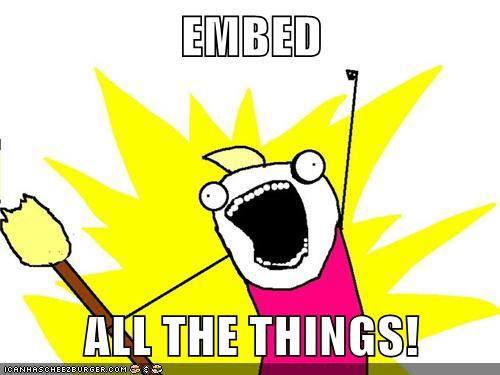 EMBED
ALL THE THINGS!
ICANHASCHEEZBURGER.COM